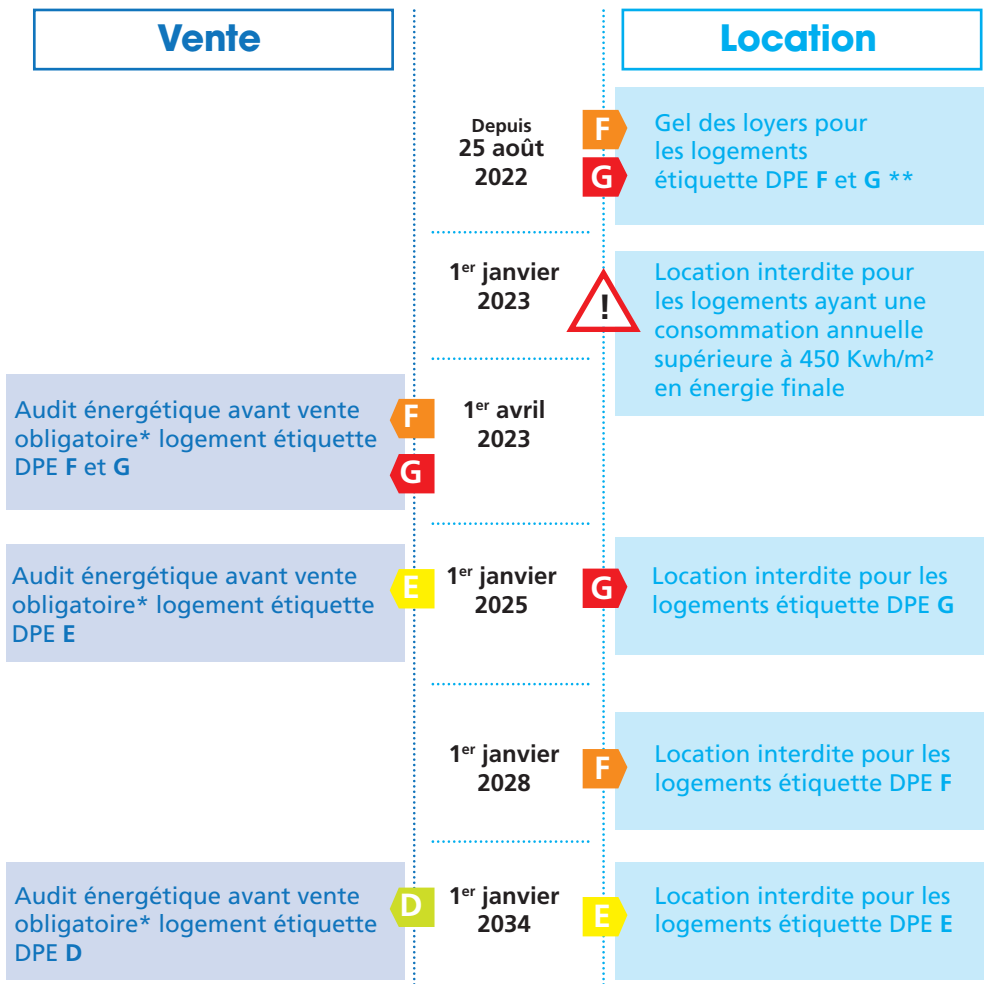 Vente
Location
Depuis
25 août
2022
F
G
Gel des loyers pour
les logements
étiquette DPE F et G **
1er janvier
2023
!
Location interdite pour
les logements ayant une
consommation annuelle
supérieure à 450 Kwh/m²
en énergie finale
Audit énergétique avant vente
obligatoire* logement étiquette
DPE F et G
F
G
1er avril
2023
Audit énergétique avant vente
obligatoire* logement étiquette
DPE E
E
1er janvier
2025
G
Location interdite pour les
logements étiquette DPE G
1er janvier
2028
F
Location interdite pour les
logements étiquette DPE F
Audit énergétique avant vente
obligatoire* logement étiquette
DPE D
D
1er janvier
2034
E
Location interdite pour les
logements étiquette DPE E